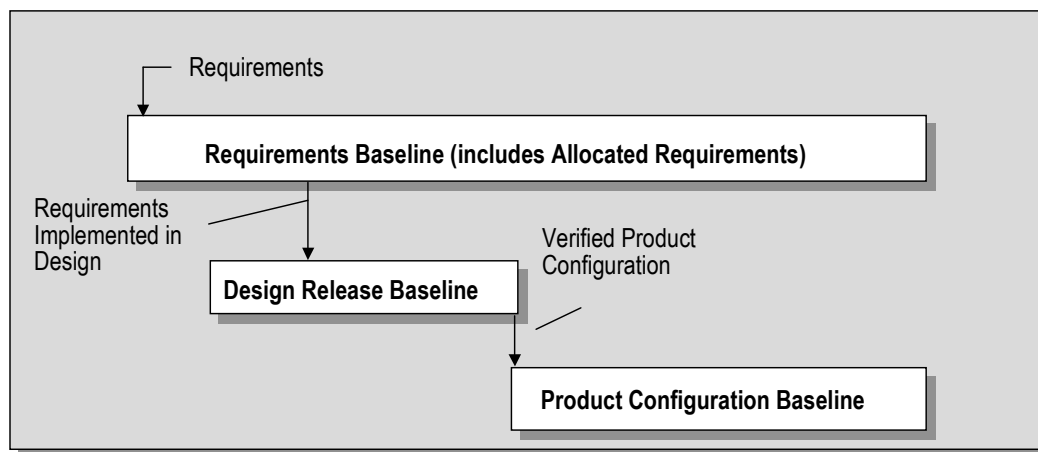 Requirements
Requirements Baseline (includes Allocated Requirements)
Requirements
Implemented in
Design
Verified Product
Configuration
Design Release Baseline
Product Configuration Baseline